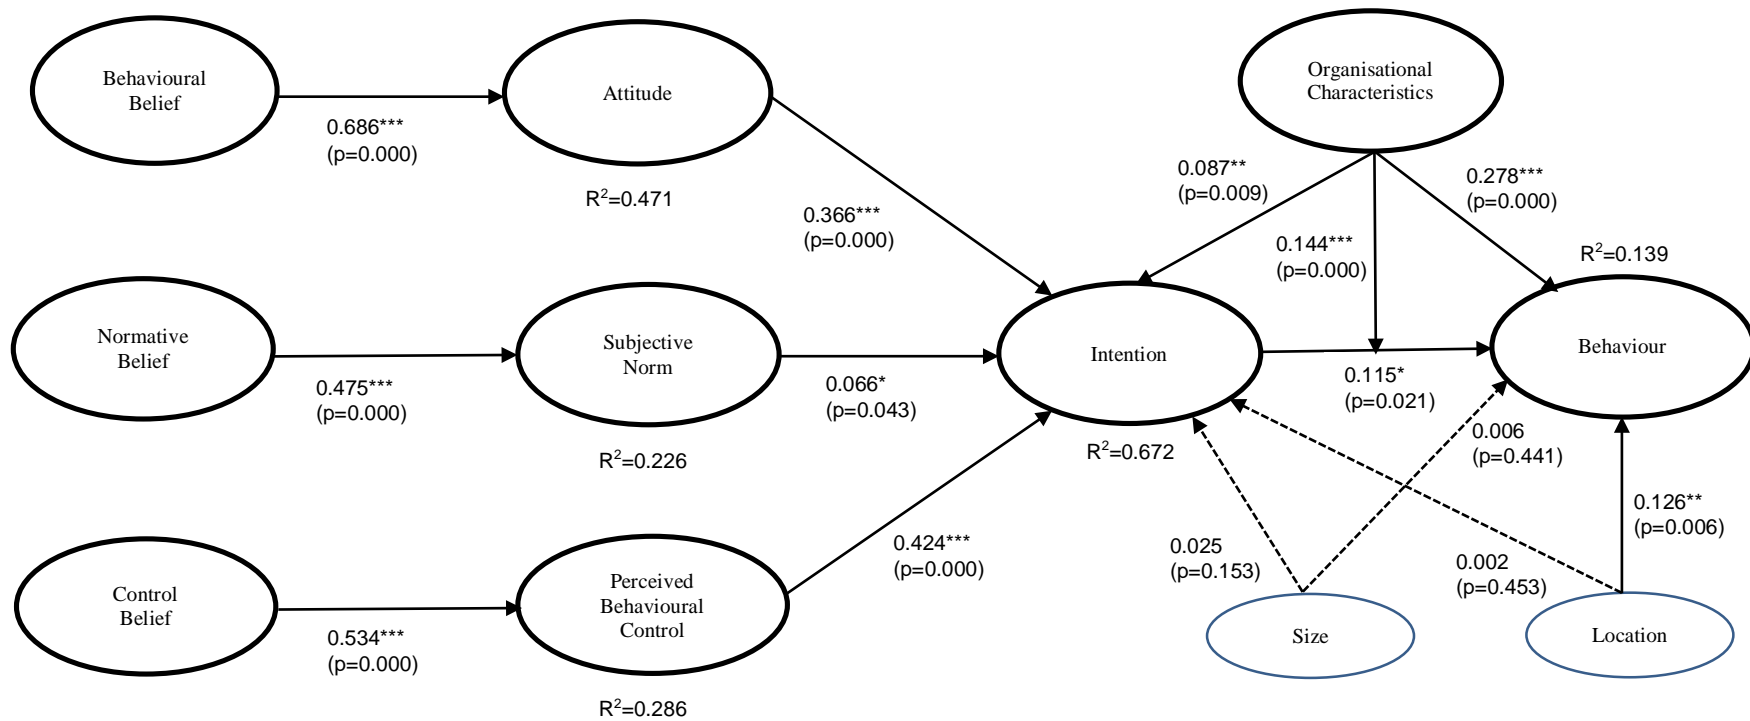 Behavioural
Belief
0.686***
(p=0.000)
Attitude
R²=0.471
0.366***
(p=0.000)
Organisational
Characteristics
0.087**
(p=0.009)
0.144***
(p=0.000)
0.278***
(p=0.000)
R²=0.139
Normative
Belief
0.475***
(p=0.000)
Subjective
Norm
R²=0.226
0.066*
(p=0.043)
Intention
R²=0.672
0.115*
(p=0.021)
Behaviour
0.006
(p=0.441)
0.126**
(p=0.006)
Control
Belief
0.534***
(p=0.000)
Perceived
Behavioural
Control
R²=0.286
0.424***
(p=0.000)
0.025
(p=0.153)
0.002
(p=0.453)
Size
Location